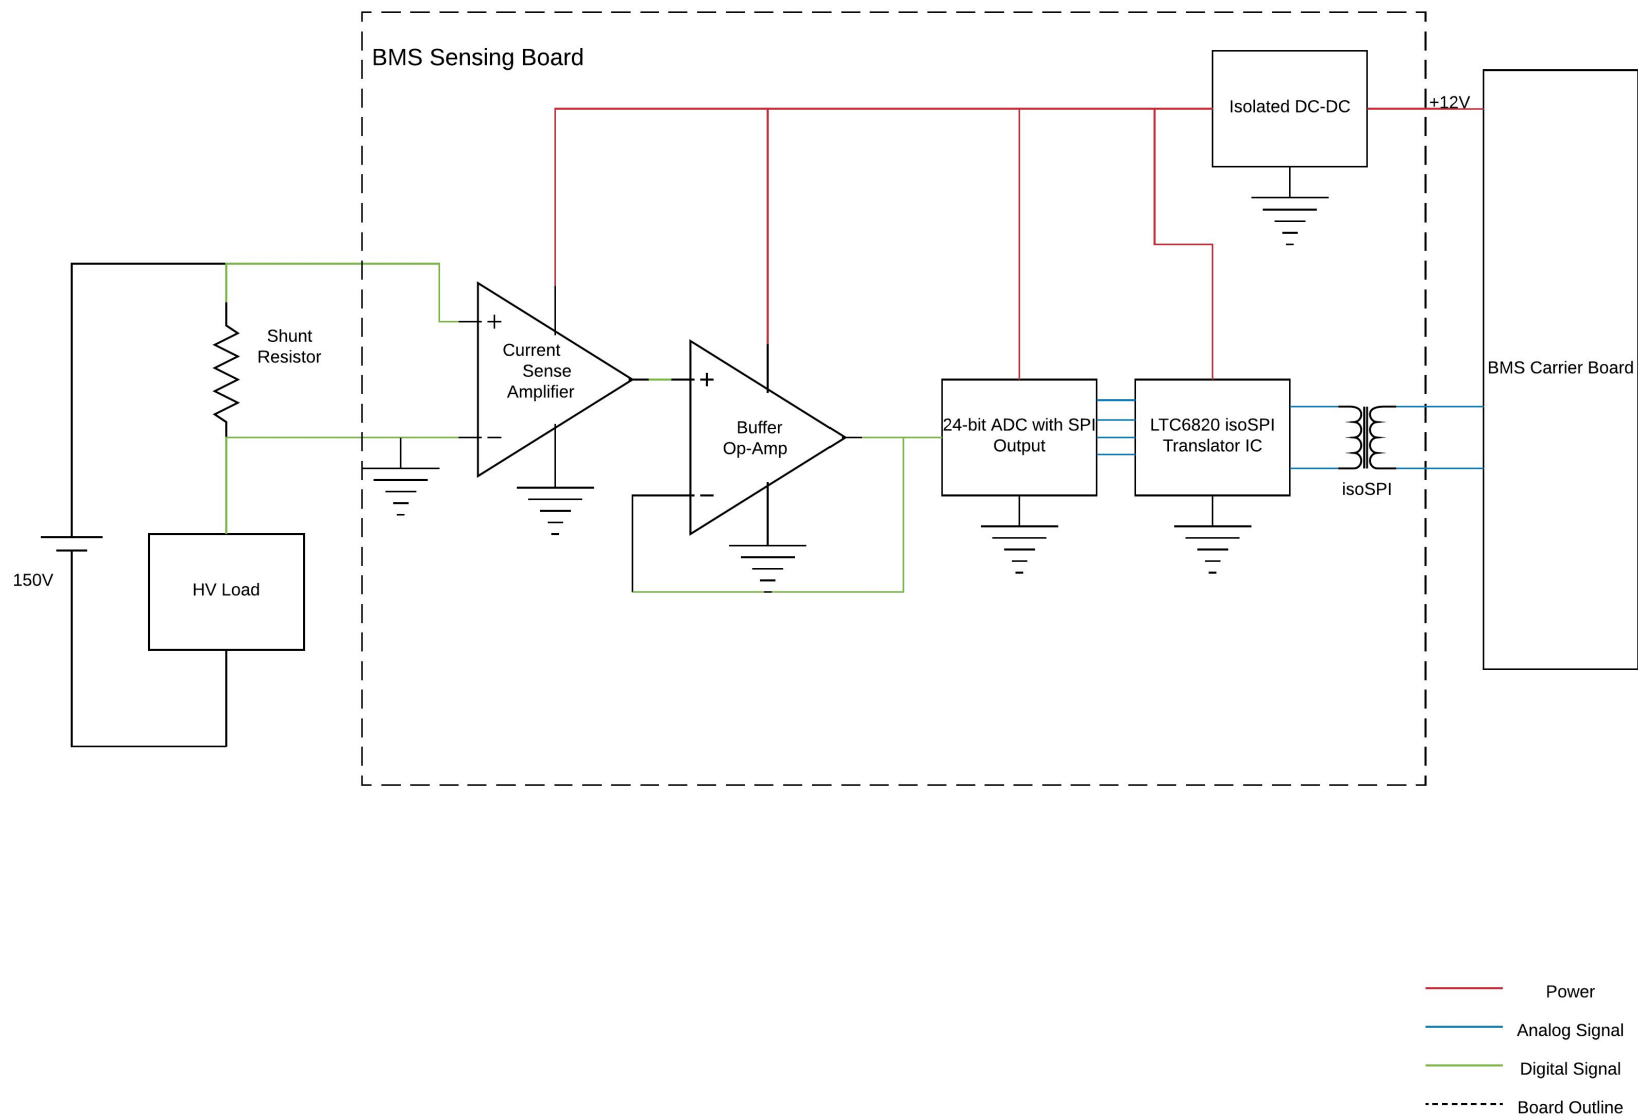 BMS Sensing Board
Isolated DC-DC
+12V
Shunt
Resistor
+
Current
Sense
Amplifier
−
+
Buffer
Op-Amp
−
24-bit ADC with SPI
Output
LTC6820 isoSPI
Translator IC
isoSPI
BMS Carrier Board
150V
HV Load
Power
Analog Signal
Digital Signal
Board Outline